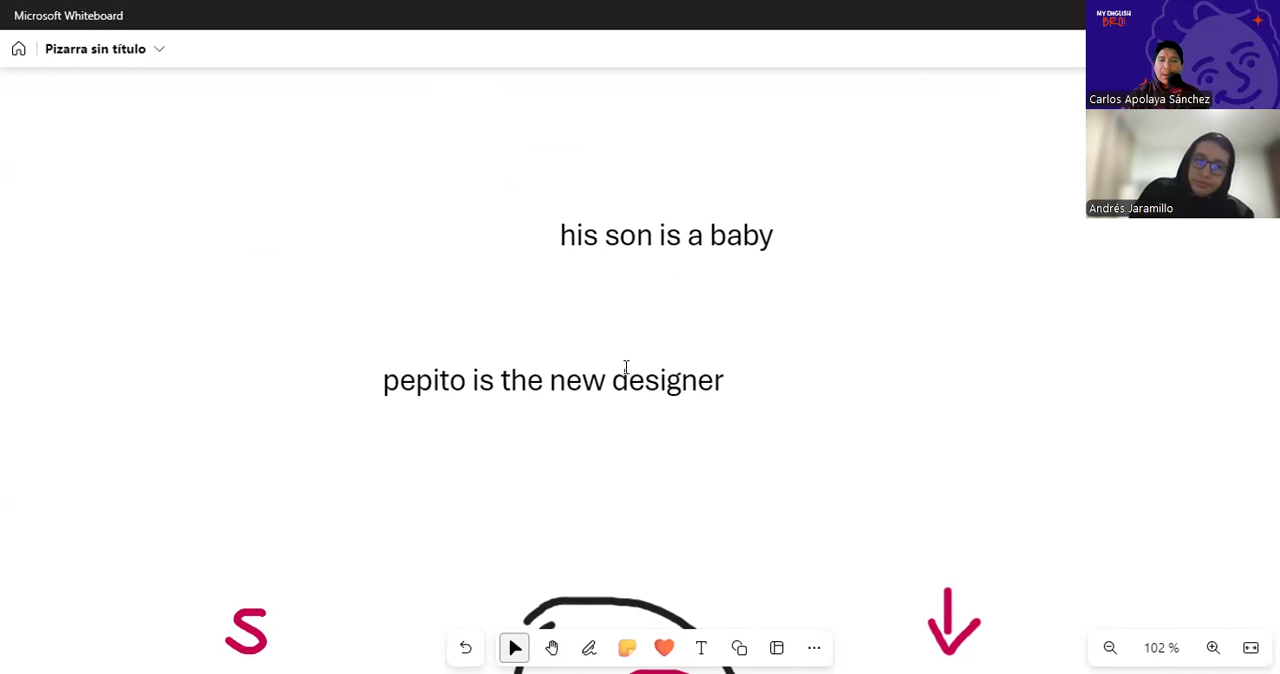 Microsoft Whiteboard
Pizarra sin título
MY ENGLISH
BRO!
Carlos Apolaya Sánchez
Andrés Jaramillo
his son is a baby
pepito is the new designer
S
T
102 %